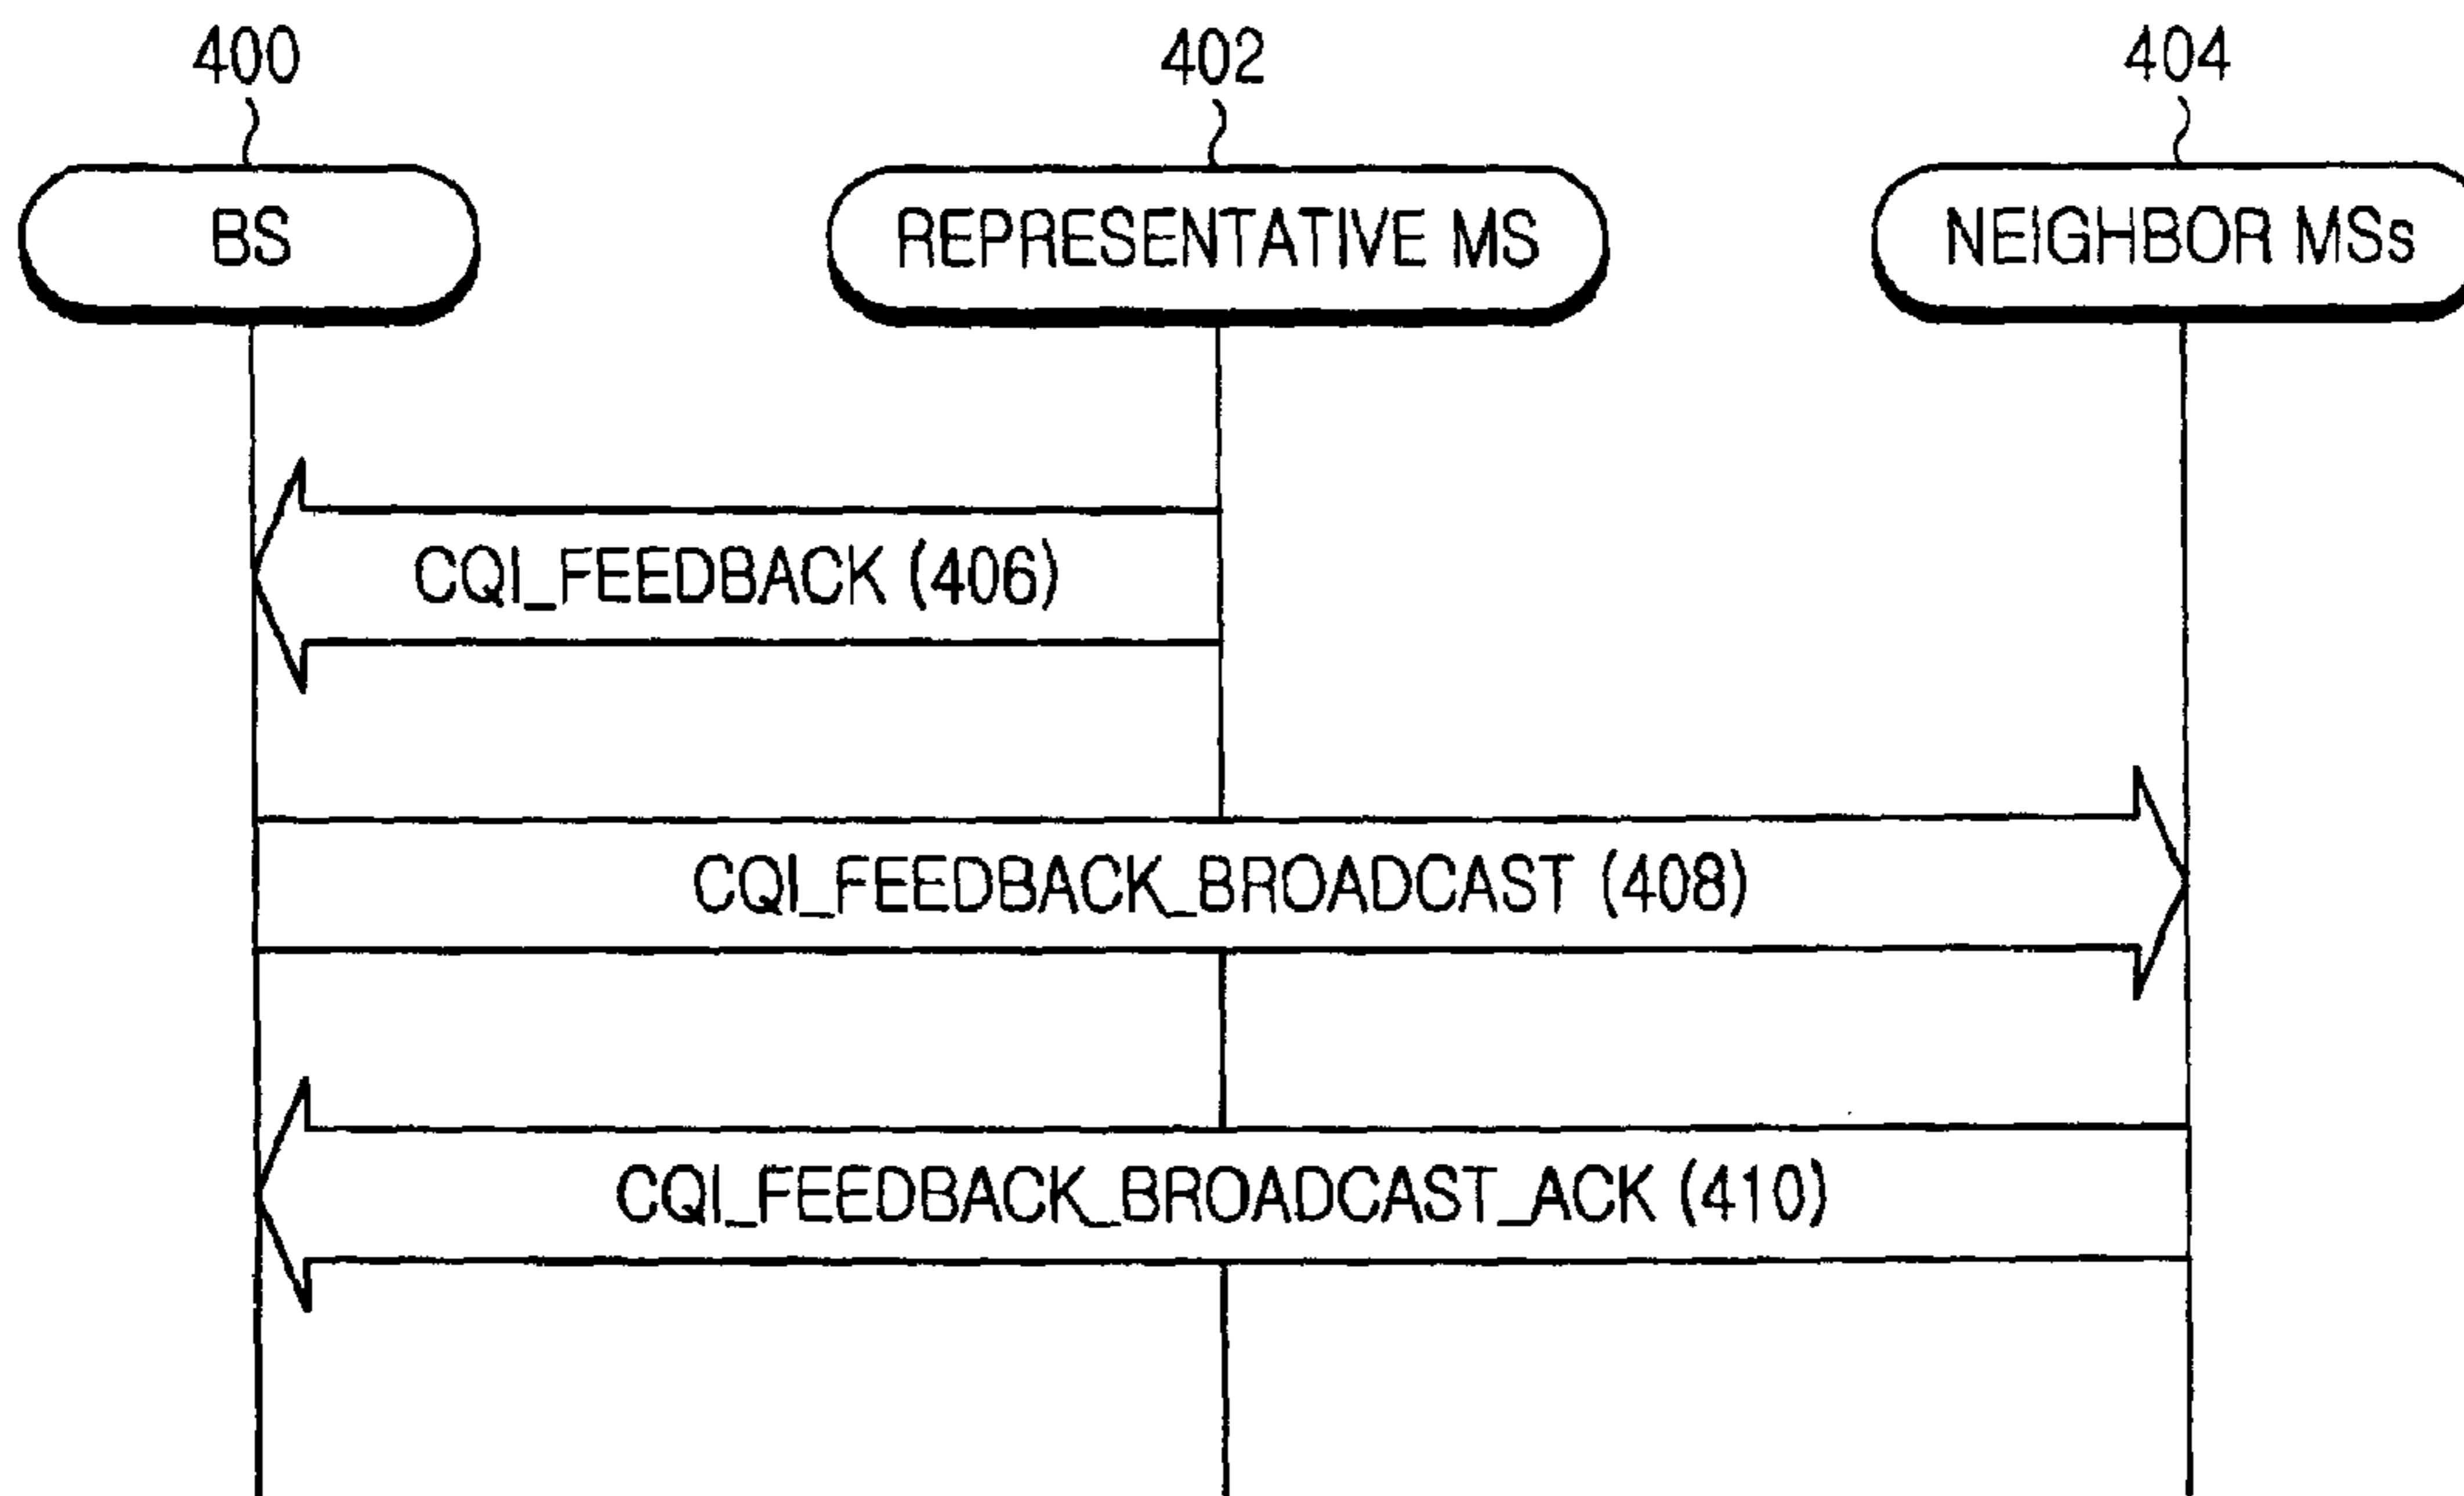 400
402
404
BS
REPRESENTATIVE MS
NEIGHBOR MSs
CQI_FEEDBACK (406)
CQI_FEEDBACK_BROADCAST (408)
CQI_FEEDBACK_BROADCAST_ACK (410)